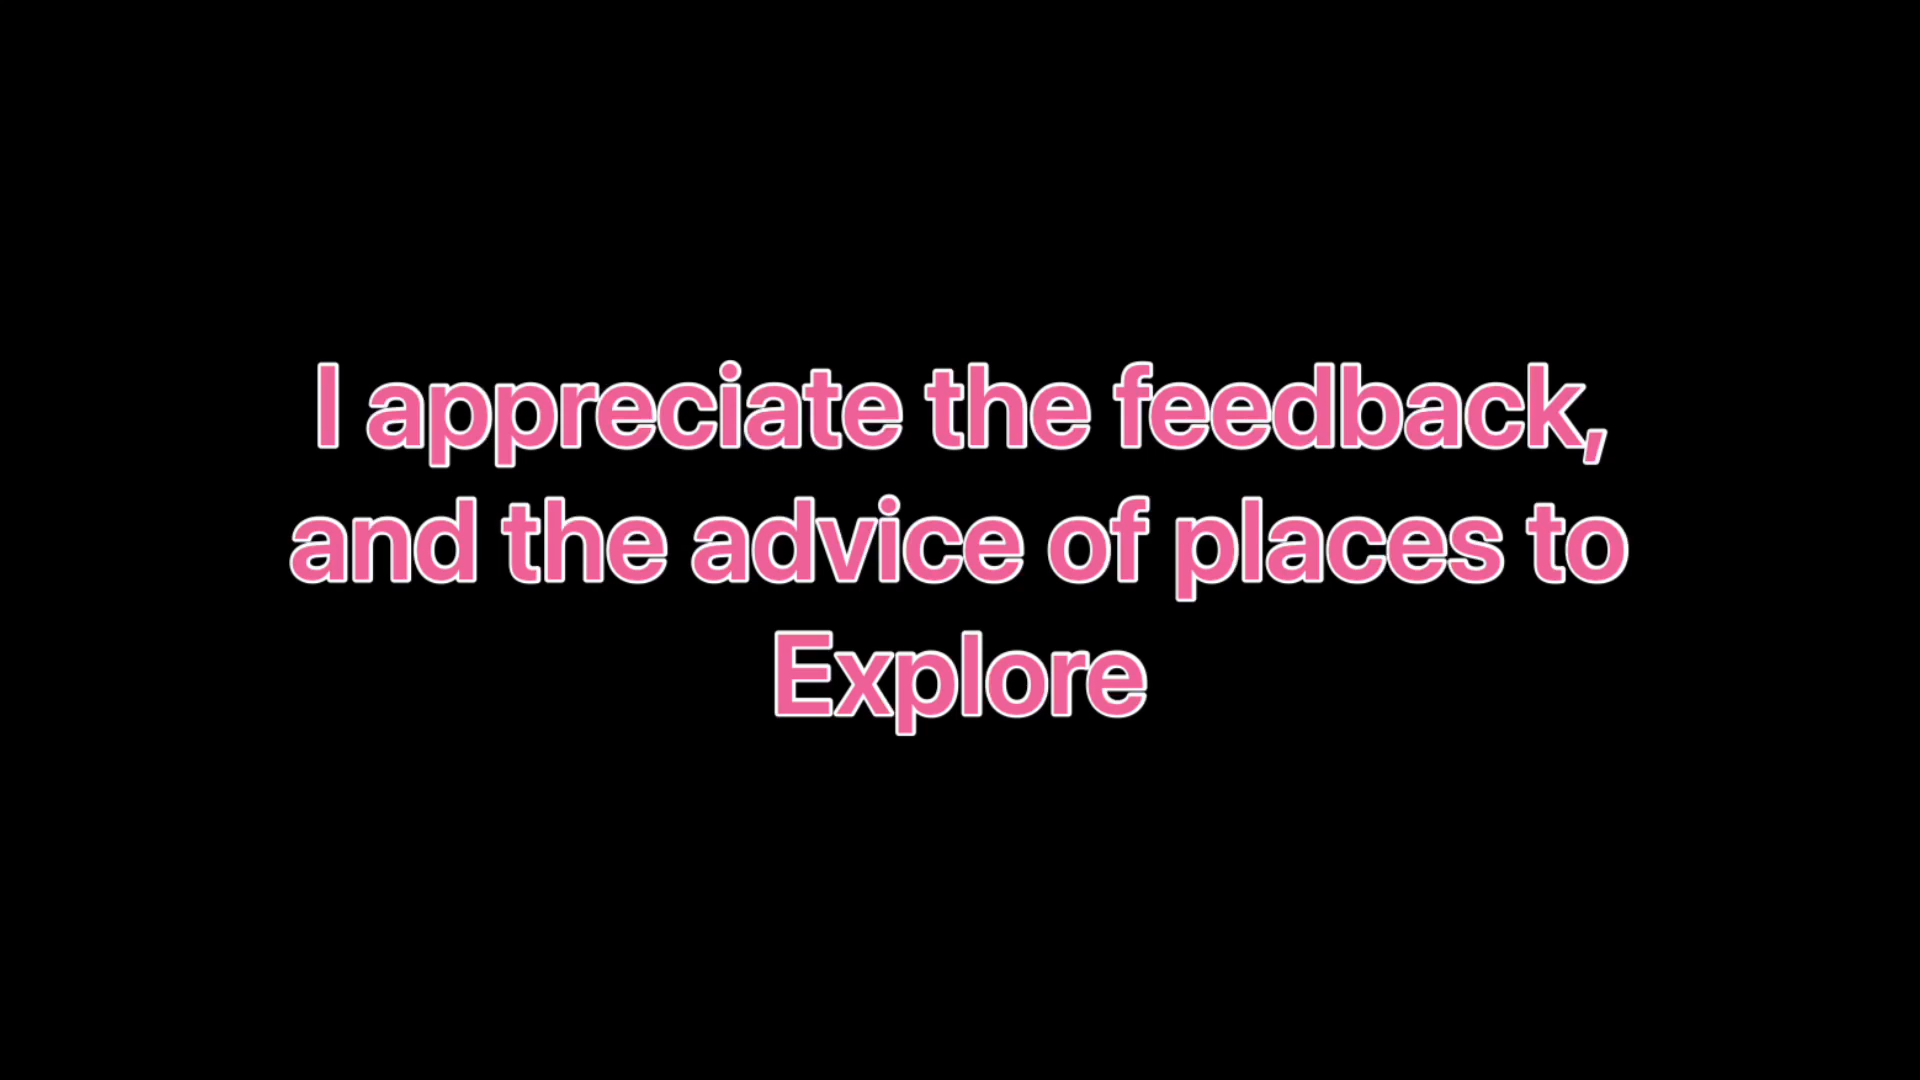 I appreciate the feedback,
and the advice of places to
Explore